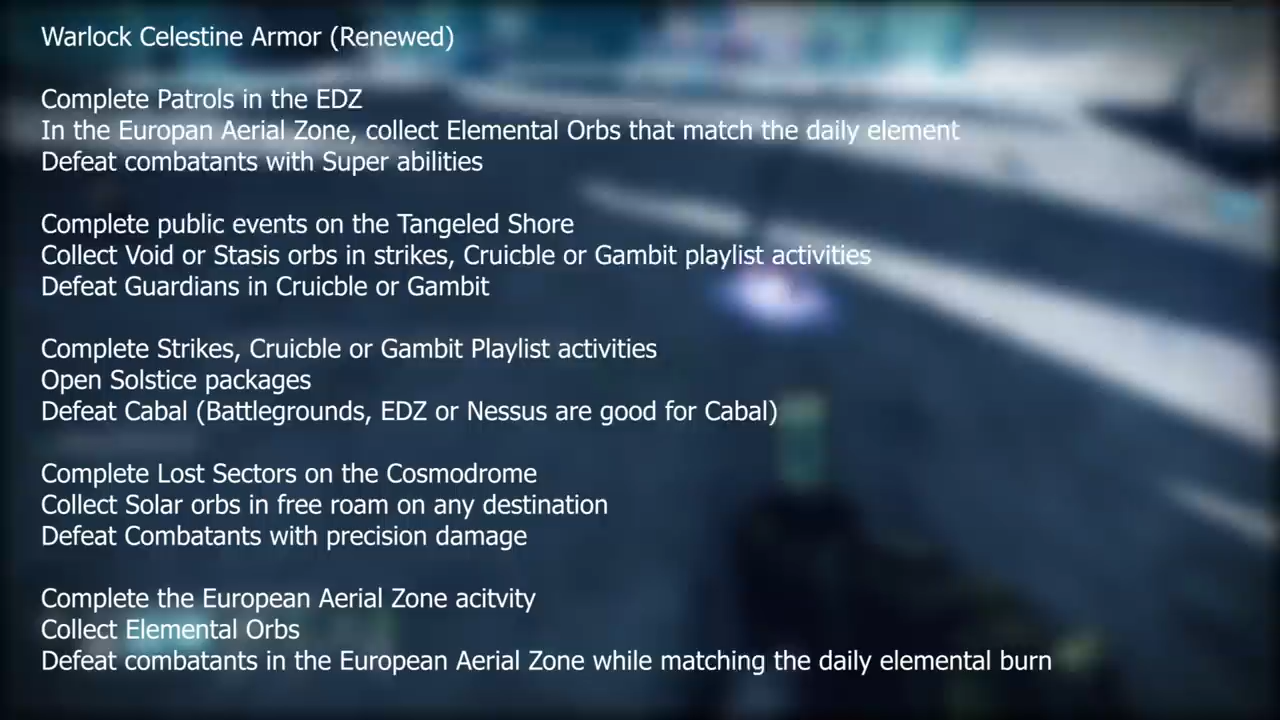 Warlock Celestine Armor (Renewed)
Complete Patrols in the EDZ
In the Europan Aerial Zone, collect Elemental Orbs that match the daily element
Defeat combatants with Super abilities
Complete public events on the Tangeled Shore
Collect Void or Stasis orbs in strikes, Cruicble or Gambit playlist activities
Defeat Guardians in Cruicble or Gambit
Complete Strikes, Cruicble or Gambit Playlist activities
Open Solstice packages
Defeat Cabal (Battlegrounds, EDZ or Nessus are good for Cabal)
Complete Lost Sectors on the Cosmodrome
Collect Solar orbs in free roam on any destination
Defeat Combatants with precision damage
Complete the European Aerial Zone acitvity
Collect Elemental Orbs
Defeat combatants in the European Aerial Zone while matching the daily elemental burn